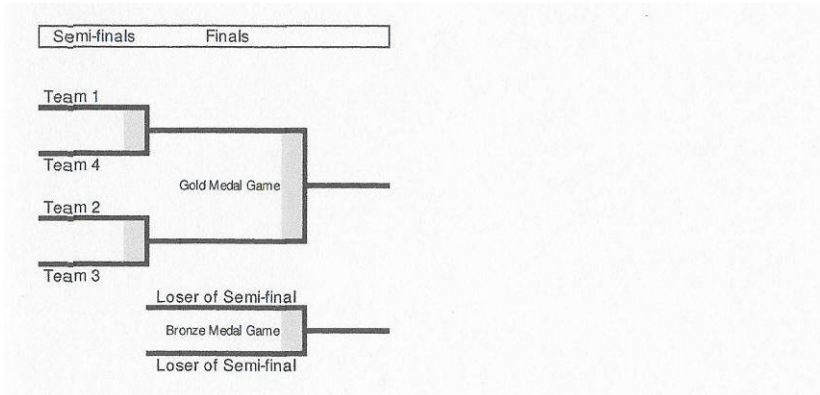 Semi-finals Finals
Team 1
Team 4
Gold Medal Game
Team 2
Team 3
Loser of Semi-final
Bronze Medal Game
Loser of Semi-final